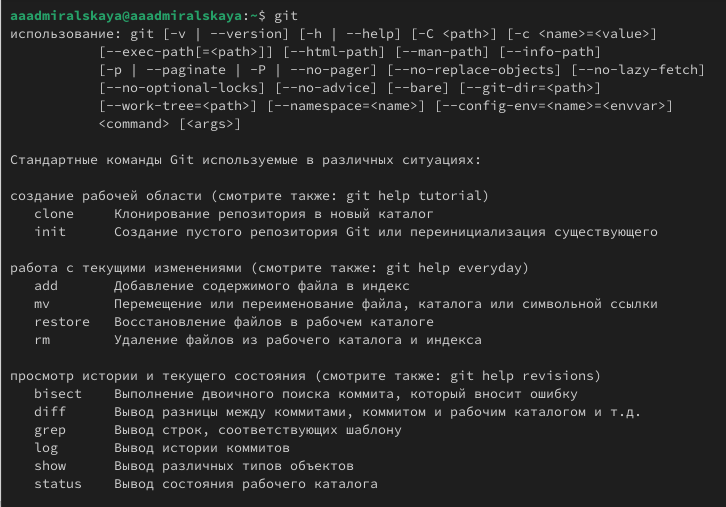 aaadmiralskaya@aaadmiralskaya:~$ git
использование: git [-v | --version] [-h | --help] [-C <path>] [-c <name>=<value>]
           [--exec-path[=<path>]] [--html-path] [--man-path] [--info-path]
           [-p | --paginate | -P | --no-pager] [--no-replace-objects] [--no-lazy-fetch]
           [--no-optional-locks] [--no-advice] [--bare] [--git-dir=<path>]
           [--work-tree=<path>] [--namespace=<name>] [--config-env=<name>=<envvar>]
           <command> [<args>]

Стандартные команды Git используемые в различных ситуациях:

создание рабочей области (смотрите также: git help tutorial)
   clone     Клонирование репозитория в новый каталог
   init      Создание пустого репозитория Git или переинициализация существующего

работа с текущими изменениями (смотрите также: git help everyday)
   add       Добавление содержимого файла в индекс
   mv        Перемещение или переименование файла, каталога или символьной ссылки
   restore   Восстановление файлов в рабочем каталоге
   rm        Удаление файлов из рабочего каталога и индекса

просмотр истории и текущего состояния (смотрите также: git help revisions)
   bisect    Выполнение двоичного поиска коммита, который вносит ошибку
   diff      Вывод разницы между коммитами, коммитом и рабочим каталогом и т.д.
   grep      Вывод строк, соответствующих шаблону
   log       Вывод истории коммитов
   show      Вывод различных типов объектов
   status    Вывод состояния рабочего каталога